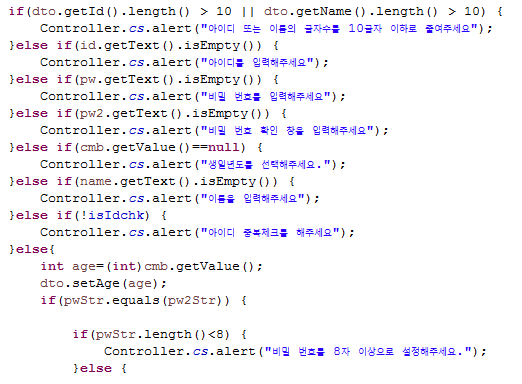 if(dto.getId().length() > 10 || dto.getName().length() > 10) {
Controller.cs.alert("아이디 또는 이름의 글자수를 10글자 이하로 줄여주세요");
}else if(id.getText().isEmpty()) {
Controller.cs.alert("아이디를 입력해주세요");
}else if(pw.getText().isEmpty()) {
Controller.cs.alert("비밀 번호를 입력해주세요");
}else if(pw2.getText().isEmpty()) {
Controller.cs.alert("비밀 번호 확인 창을 입력해주세요");
}else if(cmb.getValue()==null) {
Controller.cs.alert("생일년도를 선택해주세요.");
}else if(name.getText().isEmpty()) {
Controller.cs.alert("이름을 입력해주세요");
}else if(!isIdchk) {
Controller.cs.alert("아이디 중복체크를 해주세요");
}else{
int age=(int)cmb.getValue();
dto.setAge(age);
if(pwStr.equals(pw2Str)) {
if(pwStr.length()<8) {
Controller.cs.alert("비밀 번호를 8자 이상으로 설정해주세요.");
}else {